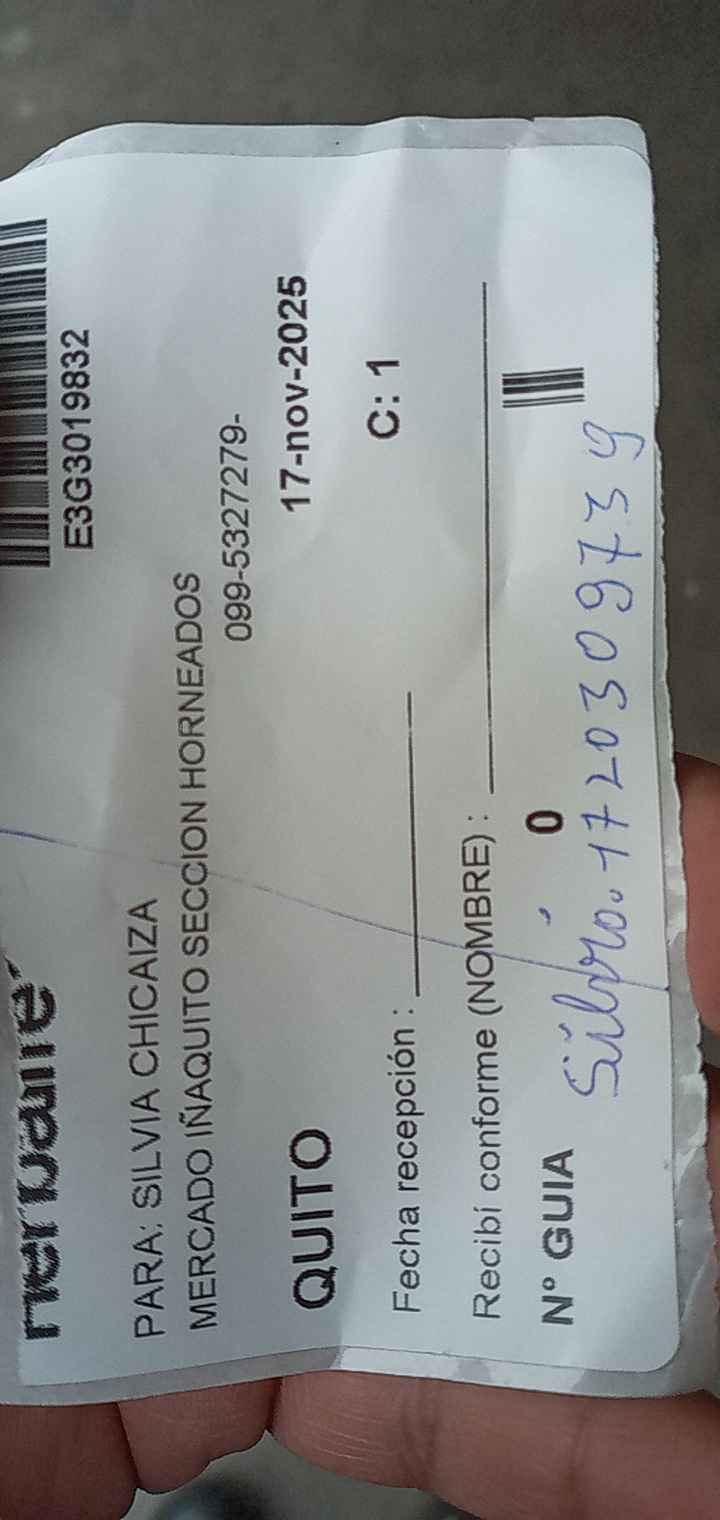 E3G3019832
PARA: SILVIA CHICAIZA
MERCADO IÑAQUITO SECCION HORNEADOS
099-5327279-
QUITO 17-nov-2025
Fecha recepción : C: 1
Recibí conforme (NOMBRE) :
N° GUIA 0
Silvia. 1720309739